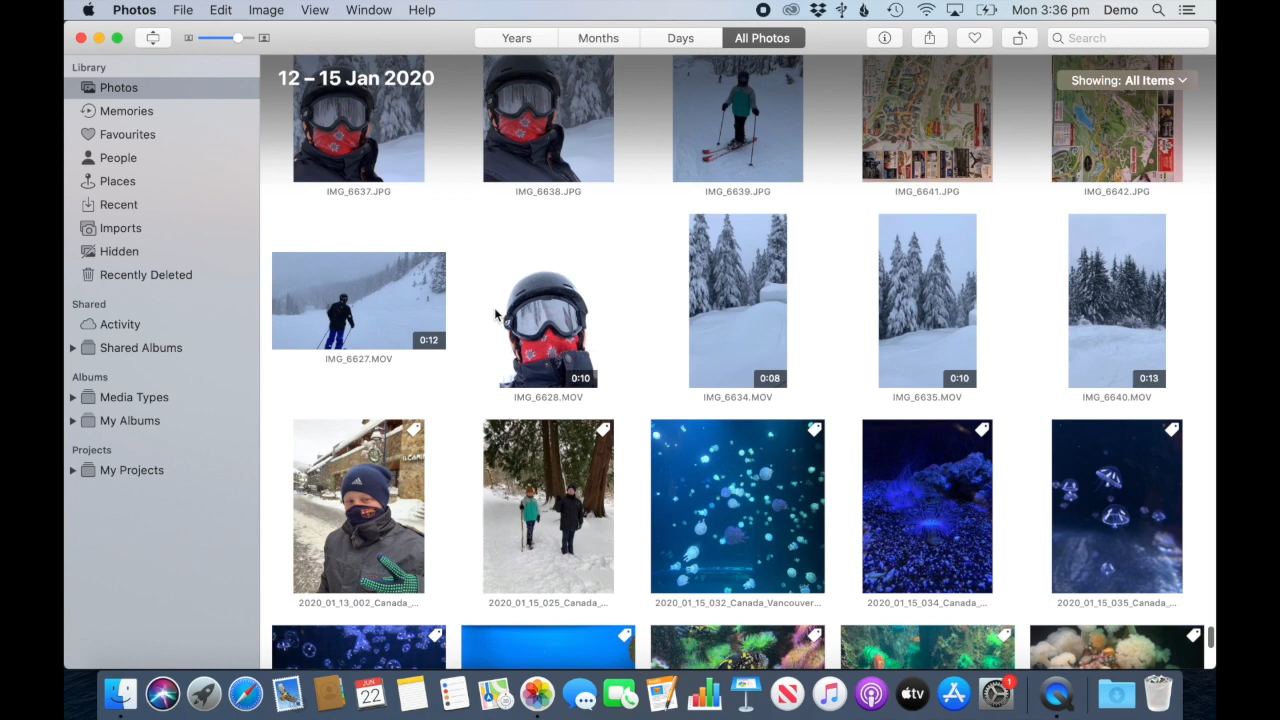 Photos File Edit Image View Window Help
Mon 3:36 pm Demo
Years Months Days All Photos
Search
Library
Photos
Memories
Favourites
People
Places
Recent
Imports
Hidden
Recently Deleted
Shared
Activity
Shared Albums
Albums
Media Types
My Albums
Projects
My Projects
12 – 15 Jan 2020
Showing: All Items
IMG_6637.JPG IMG_6638.JPG IMG_6639.JPG IMG_6641.JPG IMG_6642.JPG
0:12
0:10 0:08 0:10 0:13
IMG_6627.MOV
IMG_6628.MOV IMG_6634.MOV IMG_6635.MOV IMG_6640.MOV
2020_01_13_002_Canada_... 2020_01_15_025_Canada_... 2020_01_15_032_Canada_Vancouver... 2020_01_15_034_Canada_... 2020_01_15_035_Canada_...
JUN
22
tv
1